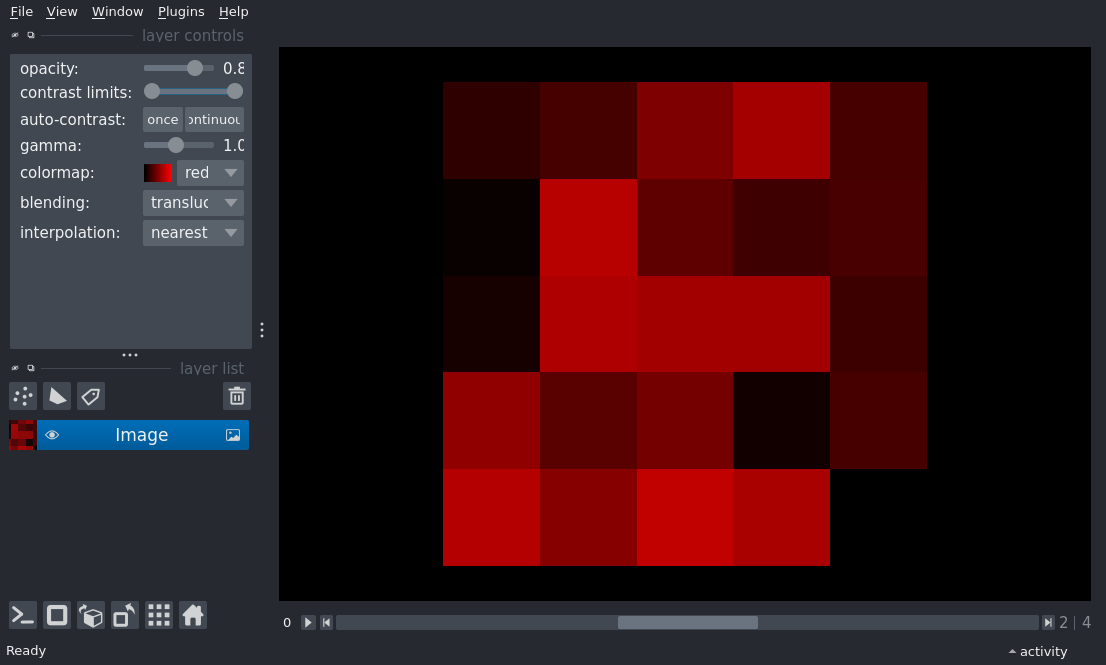 File View Window Plugins Help
layer controls
opacity: 0.8
contrast limits:
auto-contrast: once ontinuou
gamma: 1.0
colormap: red
blending: transluc
interpolation: nearest
layer list
Image
0 2 | 4
Ready activity